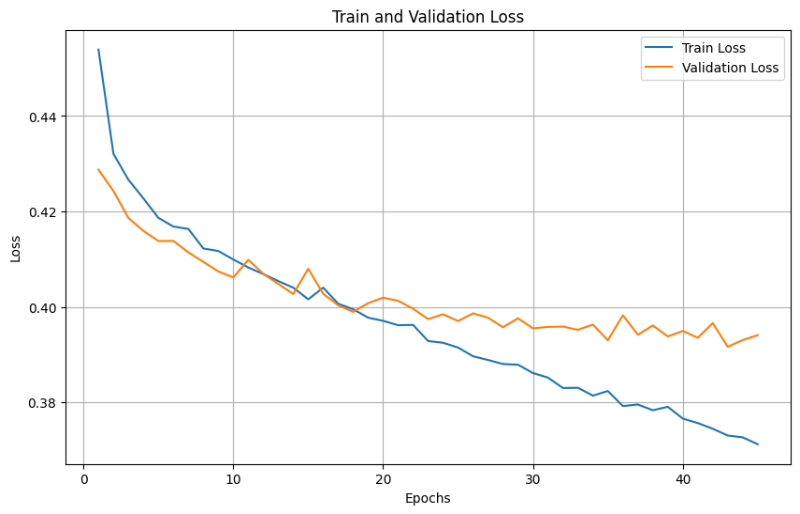 Train and Validation Loss
Train Loss
Validation Loss
Loss
0.44
0.42
0.40
0.38
0
10
20
30
40
Epochs